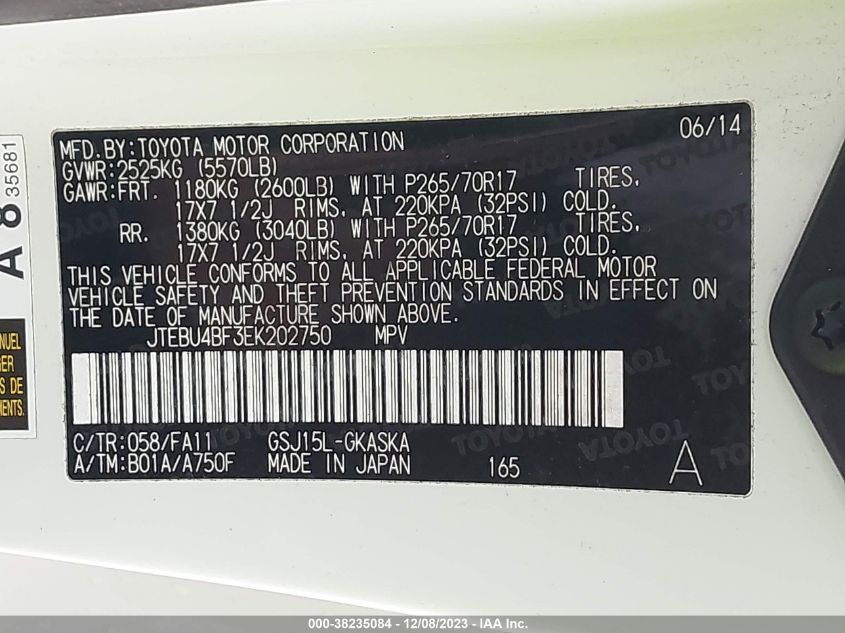 MFD.BY:TOYOTA MOTOR CORPORATION 06/14
GVWR:2525KG (5570LB)
GAWR:FRT. 1180KG (2600LB) WITH P265/70R17 TIRES,
17X7 1/2J RIMS, AT 220KPA (32PSI) COLD.
RR. 1380KG (3040LB) WITH P265/70R17 TIRES,
17X7 1/2J RIMS, AT 220KPA (32PSI) COLD.
THIS VEHICLE CONFORMS TO ALL APPLICABLE FEDERAL MOTOR
VEHICLE SAFETY AND THEFT PREVENTION STANDARDS IN EFFECT ON
THE DATE OF MANUFACTURE SHOWN ABOVE.
JTEBU4BF3EK202750 MPV
C/TR:058/FA11 GSJ15L-GKASKA
A/TM:B01A/A750F MADE IN JAPAN 165 A
A 8 35681
NUEL
GER
S DE
MENTS.
000-38235084 - 12/08/2023 - IAA Inc.